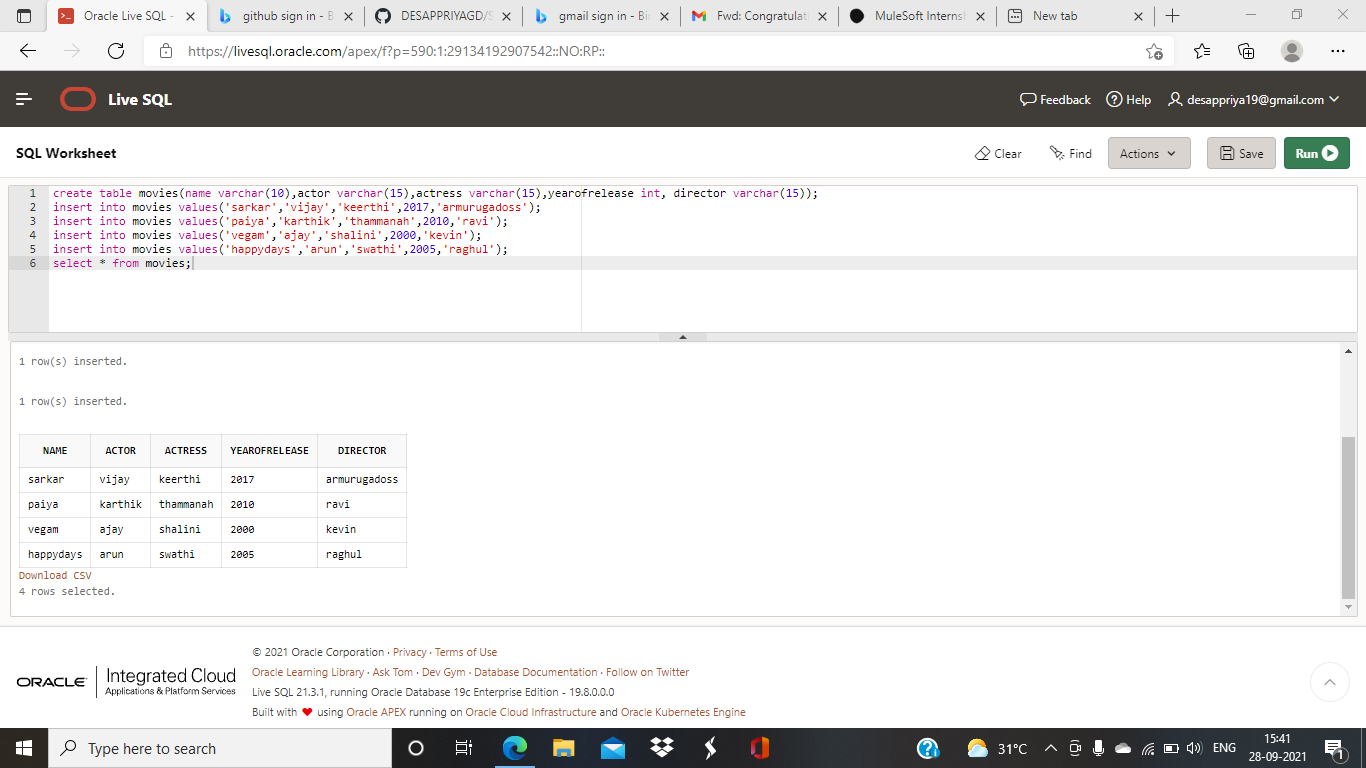 Oracle Live SQL -
github sign in - B
DESAPPRIYAGD/S
gmail sign in - Bi
Fwd: Congratulati
MuleSoft Internsl
New tab
https://livesql.oracle.com/apex/f?p=590:1:29134192907542::NO:RP::
Live SQL
Feedback
Help
desappriya19@gmail.com
SQL Worksheet
Clear
Find
Actions
Save
Run
1 create table movies(name varchar(10),actor varchar(15),actress varchar(15),yearofrelease int, director varchar(15));
2 insert into movies values('sarkar','vijay','keerthi',2017,'armurugadoss');
3 insert into movies values('paiya','karthik','thammanah',2010,'ravi');
4 insert into movies values('vegam','ajay','shalini',2000,'kevin');
5 insert into movies values('happydays','arun','swathi',2005,'raghul');
6 select * from movies;
1 row(s) inserted.
1 row(s) inserted.
NAME ACTOR ACTRESS YEAROFRELEASE DIRECTOR
sarkar vijay keerthi 2017 armurugadoss
paiya karthik thammanah 2010 ravi
vegam ajay shalini 2000 kevin
happydays arun swathi 2005 raghul
Download CSV
4 rows selected.
ORACLE
Integrated Cloud
Applications & Platform Services
© 2021 Oracle Corporation · Privacy · Terms of Use
Oracle Learning Library · Ask Tom · Dev Gym · Database Documentation · Follow on Twitter
Live SQL 21.3.1, running Oracle Database 19c Enterprise Edition - 19.8.0.0.0
Built with ❤ using Oracle APEX running on Oracle Cloud Infrastructure and Oracle Kubernetes Engine
Type here to search
31°C
ENG
15:41
28-09-2021
1